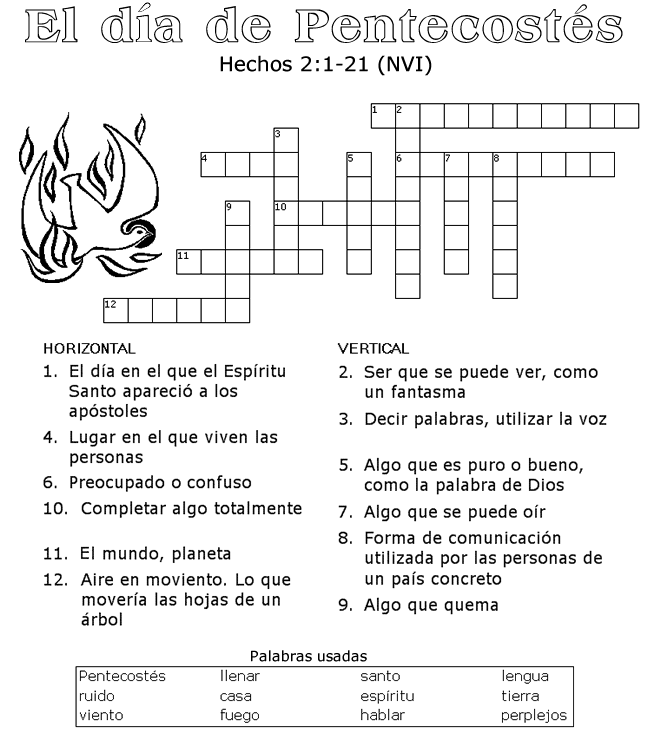 El día de Pentecostés
Hechos 2:1-21 (NVI)
1 2
3
4 5 6 7 8
9 10
11
12
HORIZONTAL
1. El día en el que el Espíritu
Santo apareció a los
apóstoles
4. Lugar en el que viven las
personas
6. Preocupado o confuso
10. Completar algo totalmente
11. El mundo, planeta
12. Aire en moviento. Lo que
movería las hojas de un
árbol
VERTICAL
2. Ser que se puede ver, como
un fantasma
3. Decir palabras, utilizar la voz
5. Algo que es puro o bueno,
como la palabra de Dios
7. Algo que se puede oír
8. Forma de comunicación
utilizada por las personas de
un país concreto
9. Algo que quema
Palabras usadas
Pentecostés llenar santo lengua
ruido casa espíritu tierra
viento fuego hablar perplejos